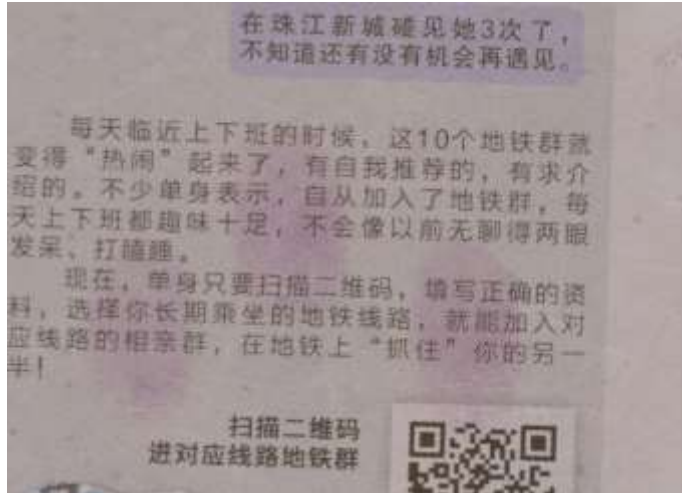 在珠江新城碰见她3次了，
不知道还有没有机会再遇见。
每天临近上下班的时候，这10个地铁群就
变得“热闹”起来了，有自我推荐的，有求介
绍的。不少单身表示，自从加入了地铁群，每
天上下班都趣味十足，不会像以前无聊得两眼
发呆、打瞌睡。
现在，单身只要扫描二维码，填写正确的资
料，选择你长期乘坐的地铁线路，就能加入对
应线路的相亲群，在地铁上“抓住”你的另一
半！
扫描二维码
进对应线路地铁群